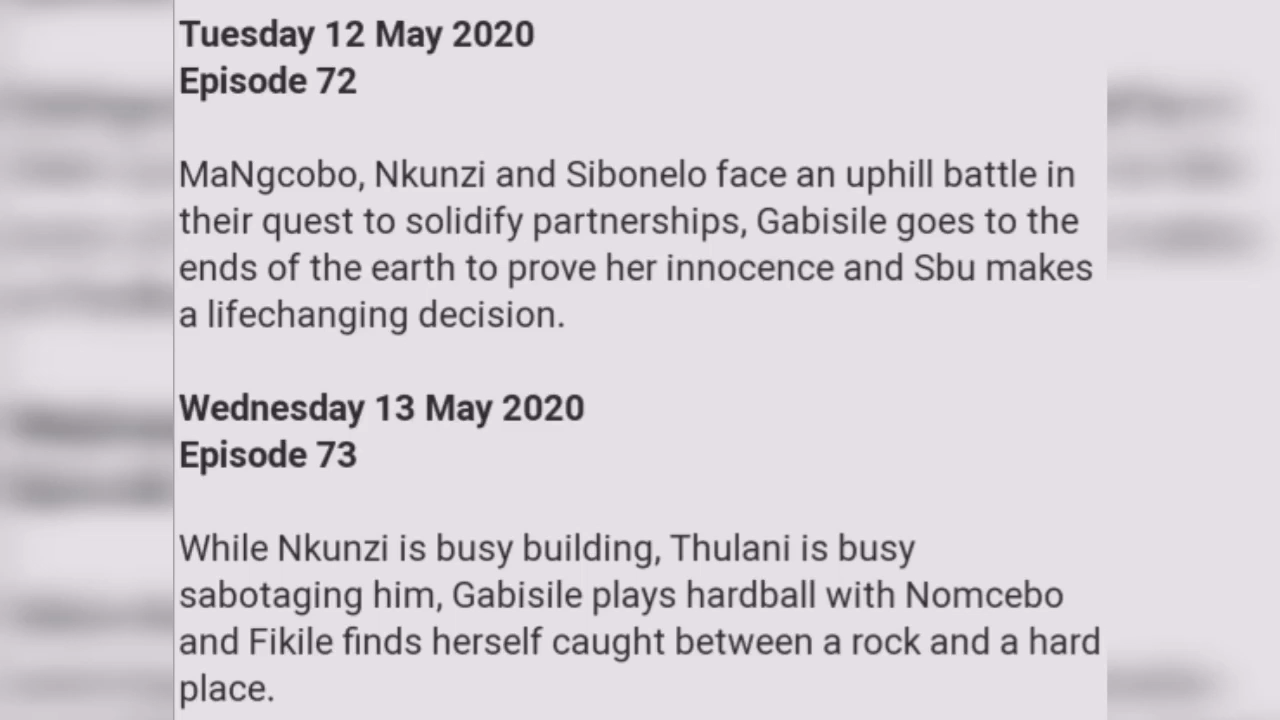 Tuesday 12 May 2020
Episode 72
MaNgcobo, Nkunzi and Sibonelo face an uphill battle in
their quest to solidify partnerships, Gabisile goes to the
ends of the earth to prove her innocence and Sbu makes
a lifechanging decision.
Wednesday 13 May 2020
Episode 73
While Nkunzi is busy building, Thulani is busy
sabotaging him, Gabisile plays hardball with Nomcebo
and Fikile finds herself caught between a rock and a hard
place.